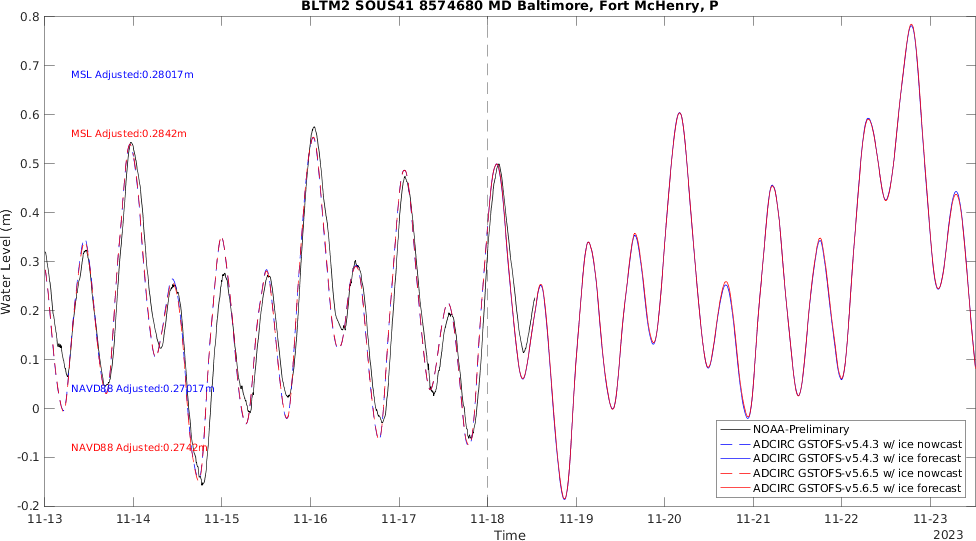 BLTM2 SOUS41 8574680 MD Baltimore, Fort McHenry, P
0.8
0.7
0.6
0.5
0.4
0.3
0.2
0.1
0
-0.1
-0.2
Water Level (m)
MSL Adjusted:0.28017m
MSL Adjusted:0.2842m
NAVD88 Adjusted:0.27017m
NAVD88 Adjusted:0.2742m
NOAA-Preliminary
ADCIRC GSTOFS-v5.4.3 w/ ice nowcast
ADCIRC GSTOFS-v5.4.3 w/ ice forecast
ADCIRC GSTOFS-v5.6.5 w/ ice nowcast
ADCIRC GSTOFS-v5.6.5 w/ ice forecast
11-13 11-14 11-15 11-16 11-17 11-18 11-19 11-20 11-21 11-22 11-23
Time
2023